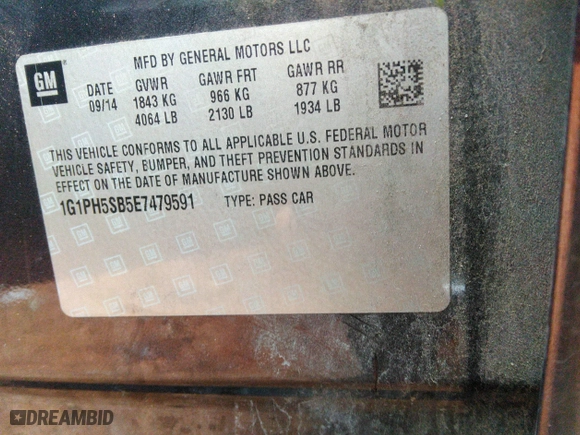 MFD BY GENERAL MOTORS LLC
GM
DATE GVWR GAWR FRT GAWR RR
09/14 1843 KG 966 KG 877 KG
4064 LB 2130 LB 1934 LB
THIS VEHICLE CONFORMS TO ALL APPLICABLE U.S. FEDERAL MOTOR
VEHICLE SAFETY, BUMPER, AND THEFT PREVENTION STANDARDS IN
EFFECT ON THE DATE OF MANUFACTURE SHOWN ABOVE.
1G1PH5SB5E7479591 TYPE: PASS CAR
DREAMBID